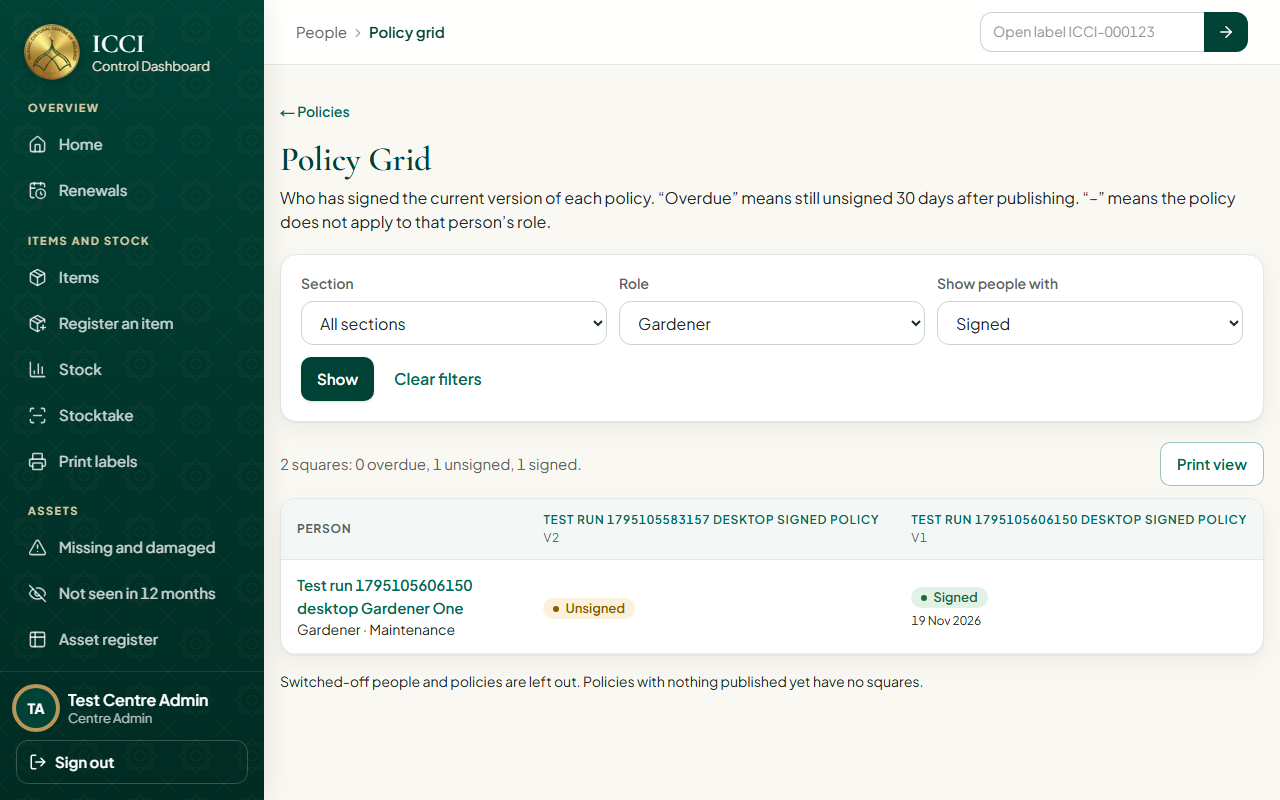 ICCI
Control Dashboard
OVERVIEW
Home
Renewals
ITEMS AND STOCK
Items
Register an item
Stock
Stocktake
Print labels
ASSETS
Missing and damaged
Not seen in 12 months
Asset register
TA
Test Centre Admin
Centre Admin
Sign out
People › Policy grid
Open label ICCI-000123
← Policies
Policy Grid
Who has signed the current version of each policy. “Overdue” means still unsigned 30 days after publishing. “–” means the policy
does not apply to that person’s role.
Section
Role
Show people with
All sections
Gardener
Signed
Show
Clear filters
2 squares: 0 overdue, 1 unsigned, 1 signed.
Print view
PERSON
TEST RUN 1795105583157 DESKTOP SIGNED POLICY
V2
TEST RUN 1795105606150 DESKTOP SIGNED POLICY
V1
Test run 1795105606150
desktop Gardener One
Gardener · Maintenance
Unsigned
Signed
19 Nov 2026
Switched-off people and policies are left out. Policies with nothing published yet have no squares.